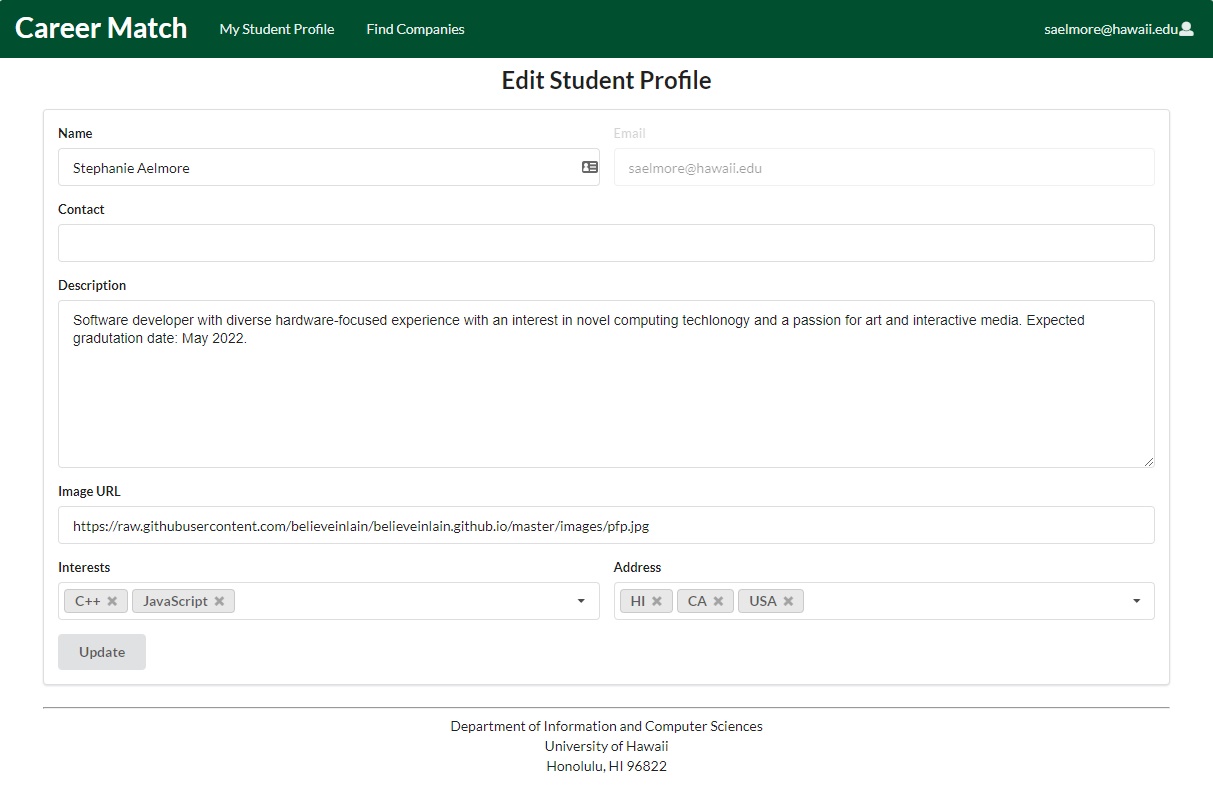 Career Match My Student Profile Find Companies saelmore@hawaii.edu
Edit Student Profile
Name Email
Stephanie Aelmore saelmore@hawaii.edu
Contact
Description
Software developer with diverse hardware-focused experience with an interest in novel computing techlonogy and a passion for art and interactive media. Expected
gradutation date: May 2022.
Image URL
https://raw.githubusercontent.com/believeinlain/believeinlain.github.io/master/images/pfp.jpg
Interests Address
C++ JavaScript HI CA USA
Update
Department of Information and Computer Sciences
University of Hawaii
Honolulu, HI 96822